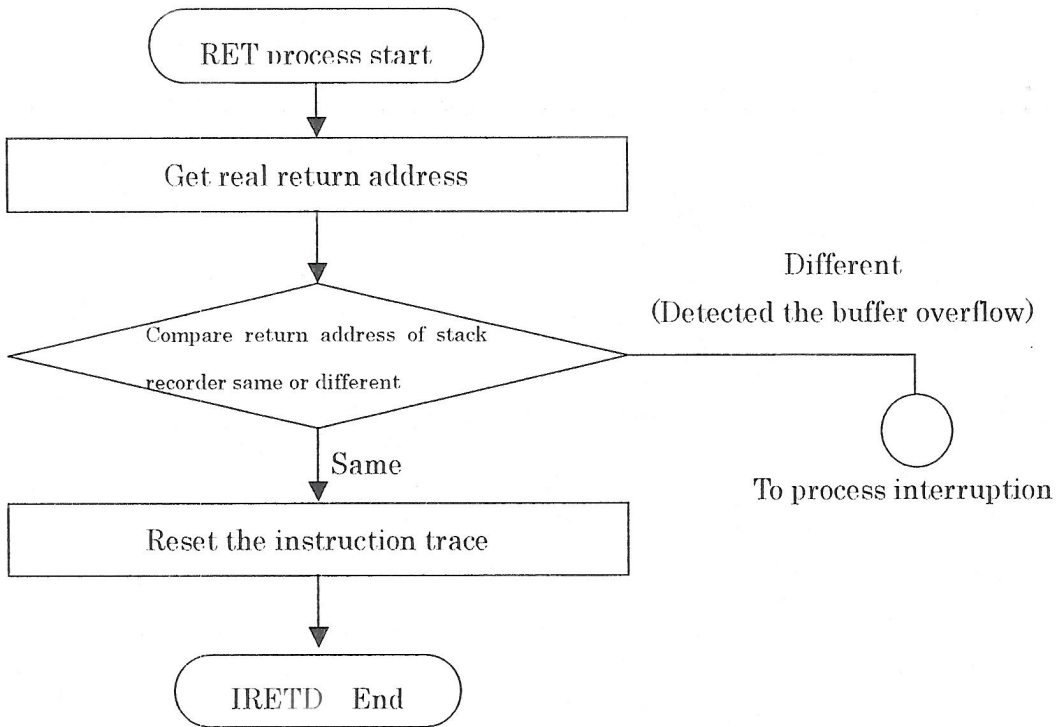 RET process start
Get real return address
Different
(Detected the buffer overflow)
Compare return address of stack
recorder same or different
Same
To process interruption
Reset the instruction trace
IRETD End